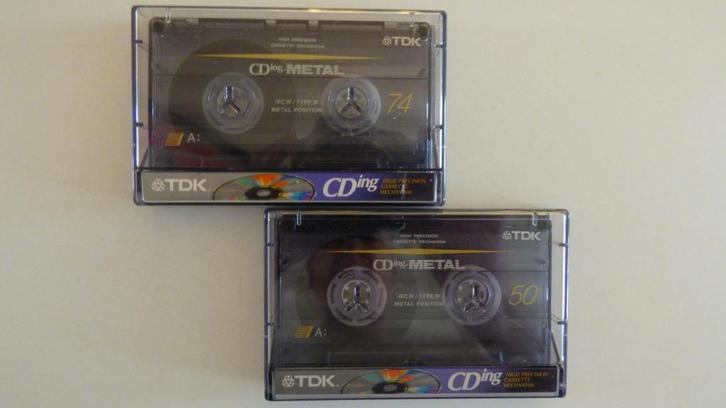 HIGH PRECISION
CASSETTE MECHANISM
TDK
CDing-METAL
IEC IV / TYPE IV
METAL POSITION
74
A:
TDK
CDing
HIGH PRECISION
CASSETTE
MECHANISM
HIGH PRECISION
CASSETTE MECHANISM
TDK
CDing-METAL
IEC IV / TYPE IV
METAL POSITION
50
A:
TDK
CDing
HIGH PRECISION
CASSETTE
MECHANISM